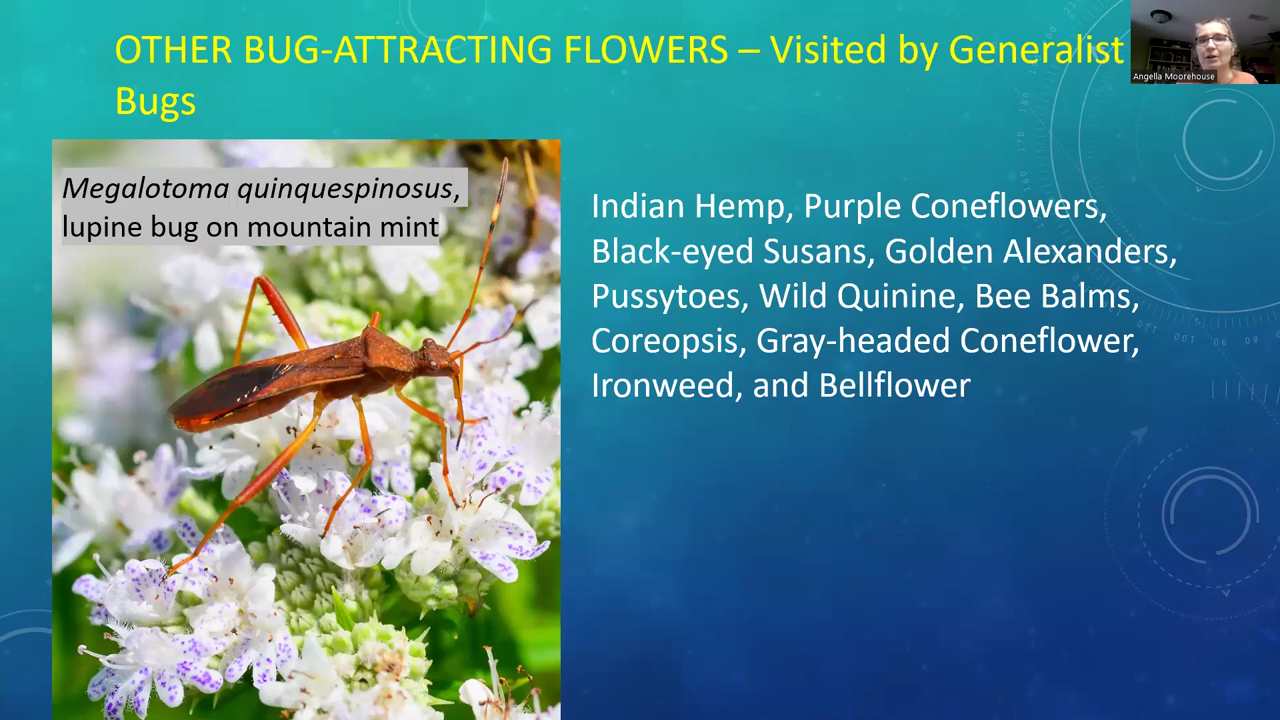 OTHER BUG-ATTRACTING FLOWERS – Visited by Generalist
Bugs
Angella Moorehouse
Megalotoma quinquespinosus,
lupine bug on mountain mint
Indian Hemp, Purple Coneflowers,
Black-eyed Susans, Golden Alexanders,
Pussytoes, Wild Quinine, Bee Balms,
Coreopsis, Gray-headed Coneflower,
Ironweed, and Bellflower